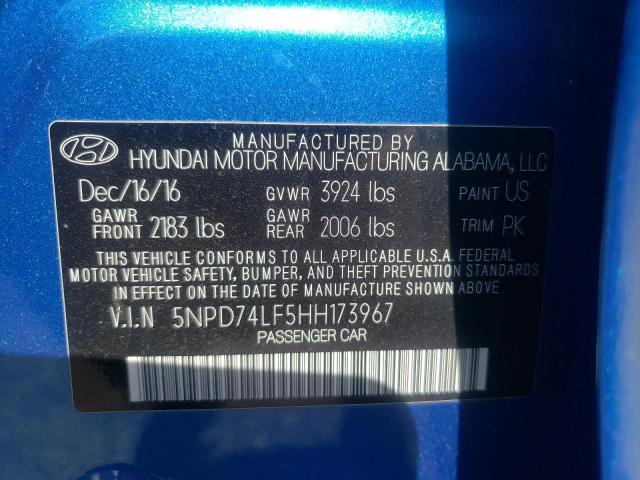 MANUFACTURED BY
HYUNDAI MOTOR MANUFACTURING ALABAMA, LLC
Dec/16/16 GVWR 3924 lbs PAINT US
GAWR FRONT 2183 lbs GAWR REAR 2006 lbs TRIM PK
THIS VEHICLE CONFORMS TO ALL APPLICABLE U.S.A. FEDERAL
MOTOR VEHICLE SAFETY, BUMPER, AND THEFT PREVENTION STANDARDS
IN EFFECT ON THE DATE OF MANUFACTURE SHOWN ABOVE.
V.I.N 5NPD74LF5HH173967
PASSENGER CAR